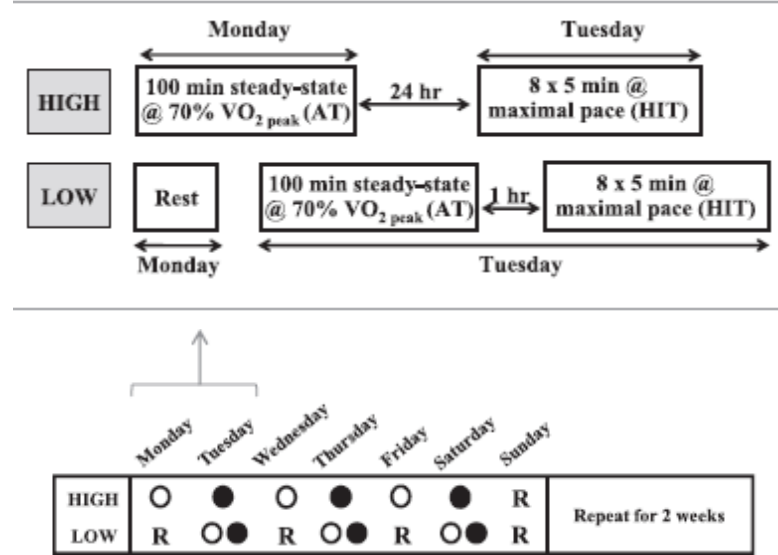 Monday Tuesday
HIGH
100 min steady-state
@ 70% VO2 peak (AT)
24 hr
8 x 5 min @
maximal pace (HIT)
LOW
Rest
100 min steady-state
@ 70% VO2 peak (AT)
1 hr
8 x 5 min @
maximal pace (HIT)
Monday Tuesday
Monday Tuesday Wednesday Thursday Friday Saturday Sunday
HIGH R
LOW R R R R
Repeat for 2 weeks